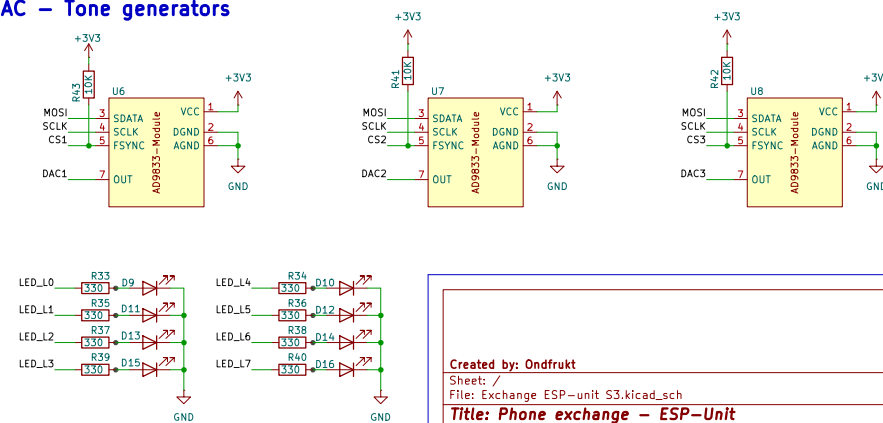 AC - Tone generators
+3V3 +3V3 +3V3
R43 10K R41 10K R42 10K
+3V3 +3V3 +3V
U6 U7 U8
MOSI 3 SDATA VCC 1 MOSI 3 SDATA VCC 1 MOSI 3 SDATA VCC 1
SCLK 4 SCLK DGND 2 SCLK 4 SCLK DGND 2 SCLK 4 SCLK DGND 2
CS1 5 FSYNC AGND 6 CS2 5 FSYNC AGND 6 CS3 5 FSYNC AGND 6
AD9833-Module AD9833-Module AD9833-Module
DAC1 7 OUT DAC2 7 OUT DAC3 7 OUT
GND GND GND
LED_L0 R33 330 D9 LED_L4 R34 330 D10
LED_L1 R35 330 D11 LED_L5 R36 330 D12
LED_L2 R37 330 D13 LED_L6 R38 330 D14
LED_L3 R39 330 D15 LED_L7 R40 330 D16
GND GND
Created by: Ondfrukt
Sheet: /
File: Exchange ESP-unit S3.kicad_sch
Title: Phone exchange - ESP-Unit